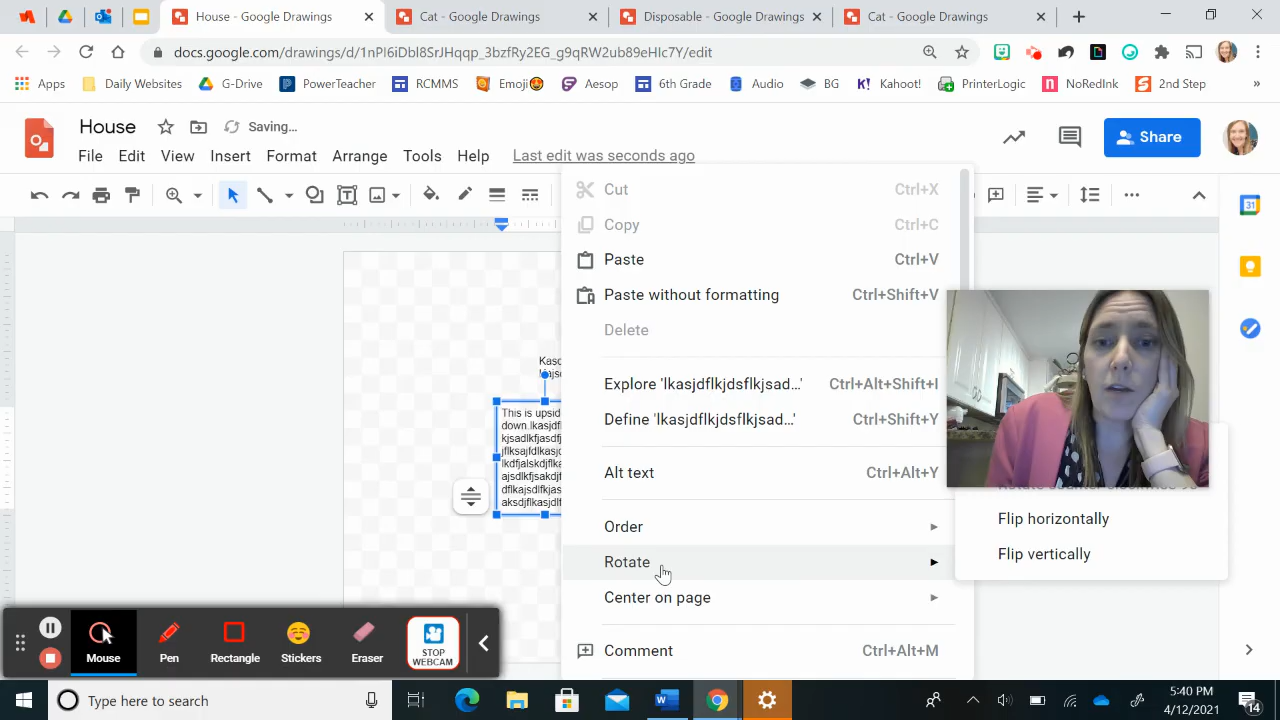 House - Google Drawings
Cat - Google Drawings
Disposable - Google Drawings
Cat - Google Drawings
docs.google.com/drawings/d/1nPI6iDbl8SrJHqqp_3bzfRy2EG_g9qRW2ub89eHIc7Y/edit
Apps
Daily Websites
G-Drive
PowerTeacher
RCMMS
Emoji
Aesop
6th Grade
Audio
BG
K! Kahoot!
PrinterLogic
n NoRedInk
2nd Step
House
Saving...
Share
File Edit View Insert Format Arrange Tools Help
Last edit was seconds ago
Cut Ctrl+X
Copy Ctrl+C
Paste Ctrl+V
Paste without formatting Ctrl+Shift+V
Delete
Explore 'lkasjdflkjdsflkjsad...' Ctrl+Alt+Shift+I
Define 'lkasjdflkjdsflkjsad...' Ctrl+Shift+Y
Alt text Ctrl+Alt+Y
Order
Rotate
Center on page
Comment Ctrl+Alt+M
Flip horizontally
Flip vertically
This is upsid
Mouse
Pen
Rectangle
Stickers
Eraser
STOP
WEBCAM
Type here to search
5:40 PM
4/12/2021
14
31